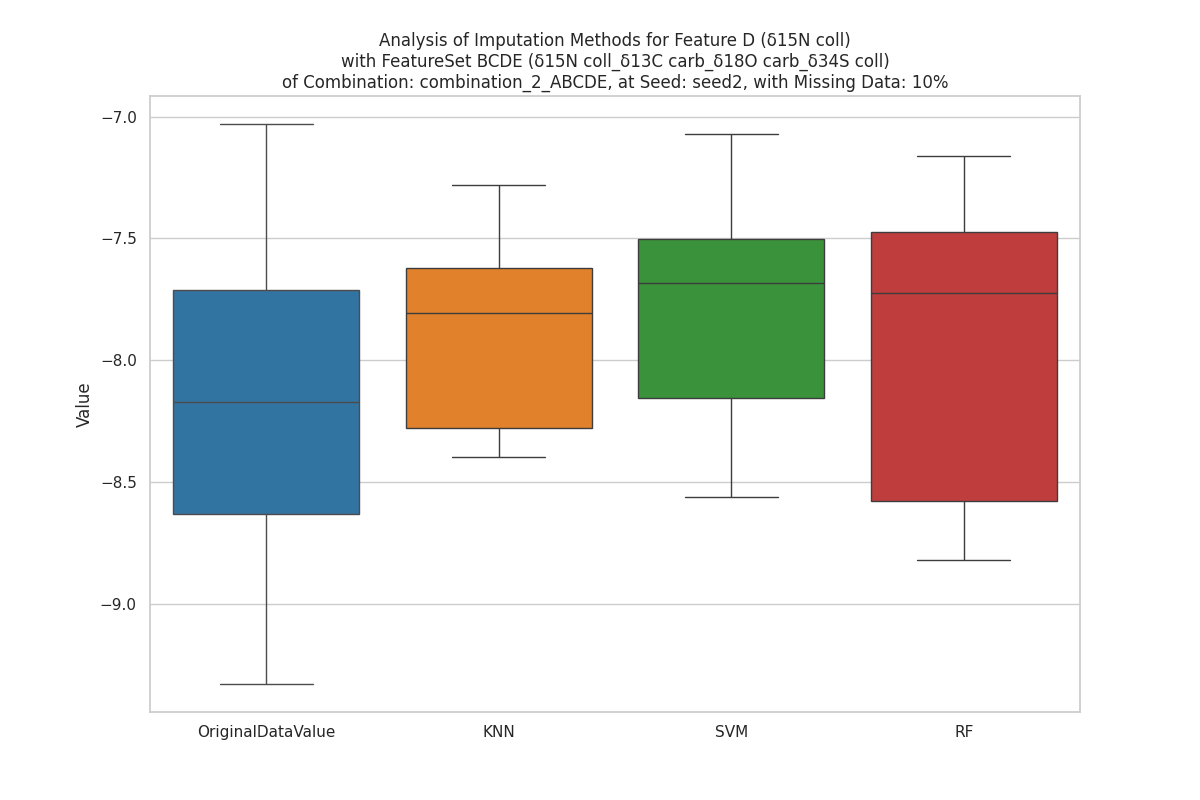 Analysis of Imputation Methods for Feature D (δ15N coll)
with FeatureSet BCDE (δ15N coll_δ13C carb_δ18O carb_δ34S coll)
of Combination: combination_2_ABCDE, at Seed: seed2, with Missing Data: 10%
−7.0
−7.5
−8.0
−8.5
−9.0
Value
OriginalDataValue
KNN
SVM
RF